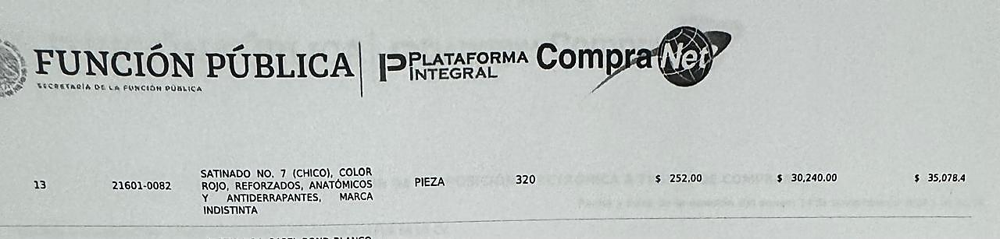 FUNCIÓN PÚBLICA
SECRETARÍA DE LA FUNCIÓN PÚBLICA
PLATAFORMA
INTEGRAL
CompraNet
13 21601-0082 SATINADO NO. 7 (CHICO), COLOR ROJO, REFORZADOS, ANATÓMICOS Y ANTIDERRAPANTES, MARCA INDISTINTA PIEZA 320 $ 252.00 $ 30,240.00 $ 35,078.4